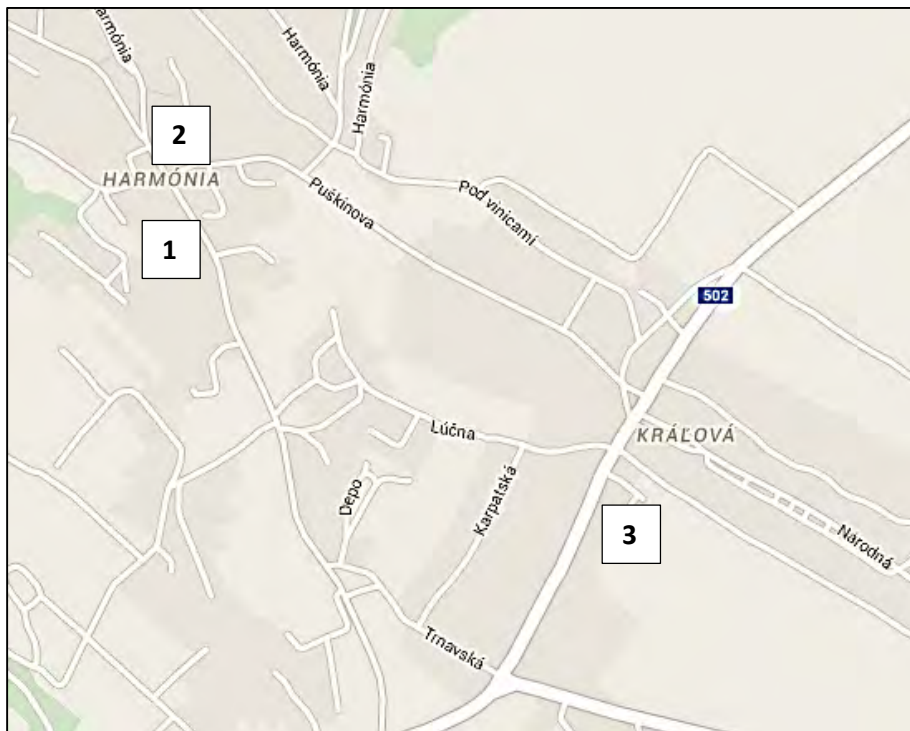 Harmónia
Harmónia
Harmónia
2
HARMÓNIA
Puškinova
Pod vinicami
1
502
Lúčna
KRÁĽOVÁ
Depo
Karpatská
3
Národná
Trnavská